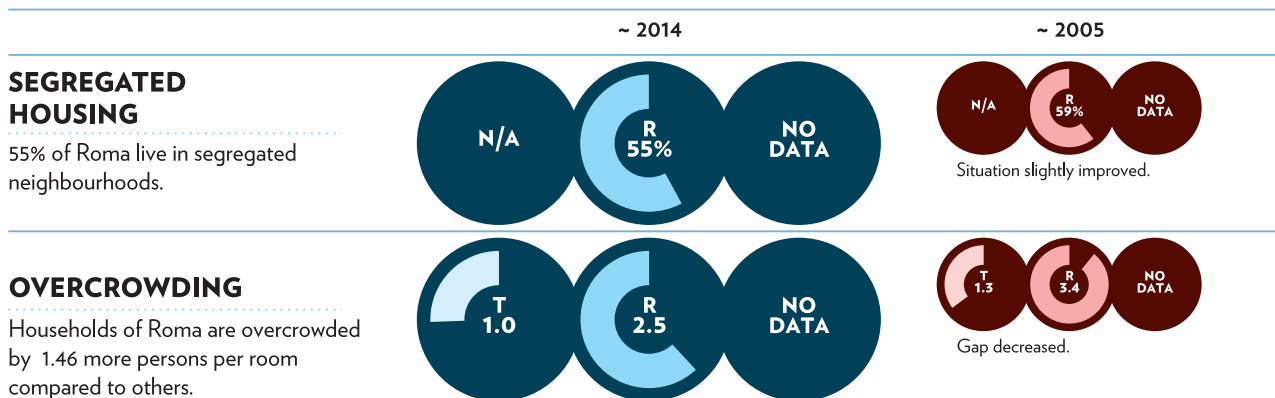 ~ 2014
~ 2005
SEGREGATED
HOUSING
55% of Roma live in segregated
neighbourhoods.
N/A
R
55%
NO
DATA
N/A
R
59%
NO
DATA
Situation slightly improved.
OVERCROWDING
Households of Roma are overcrowded
by 1.46 more persons per room
compared to others.
T
1.0
R
2.5
NO
DATA
T
1.3
R
3.4
NO
DATA
Gap decreased.